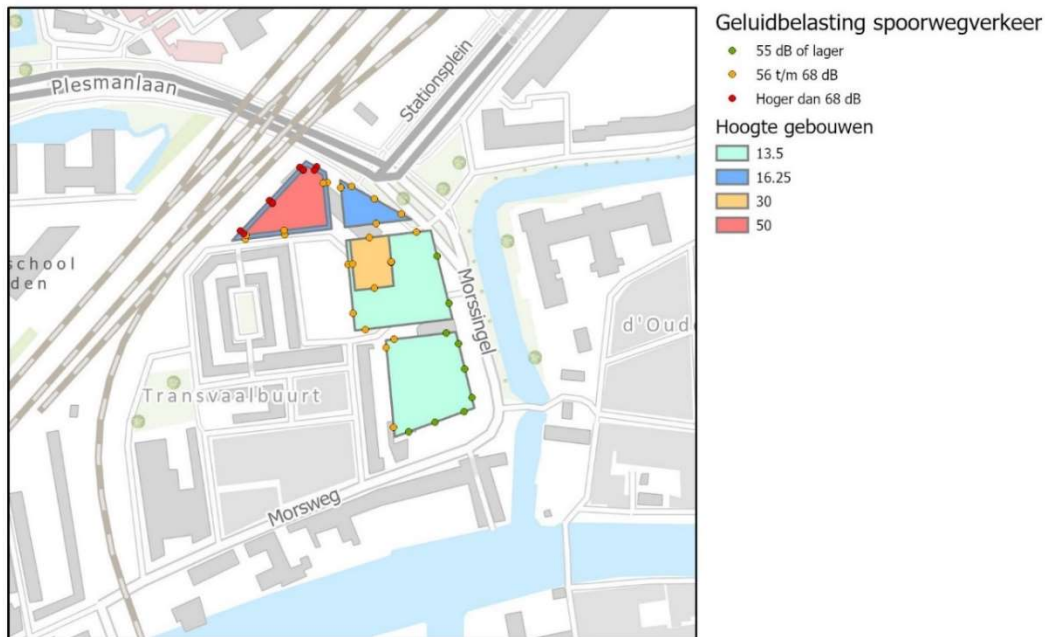 Geluidbelasting spoorwegverkeer
55 dB of lager
56 t/m 68 dB
Hoger dan 68 dB
Hoogte gebouwen
13.5
16.25
30
50
Plesmanlaan
Stationsplein
school
den
Morssingel
d'Oud
Transvaalbuurt
Morsweg